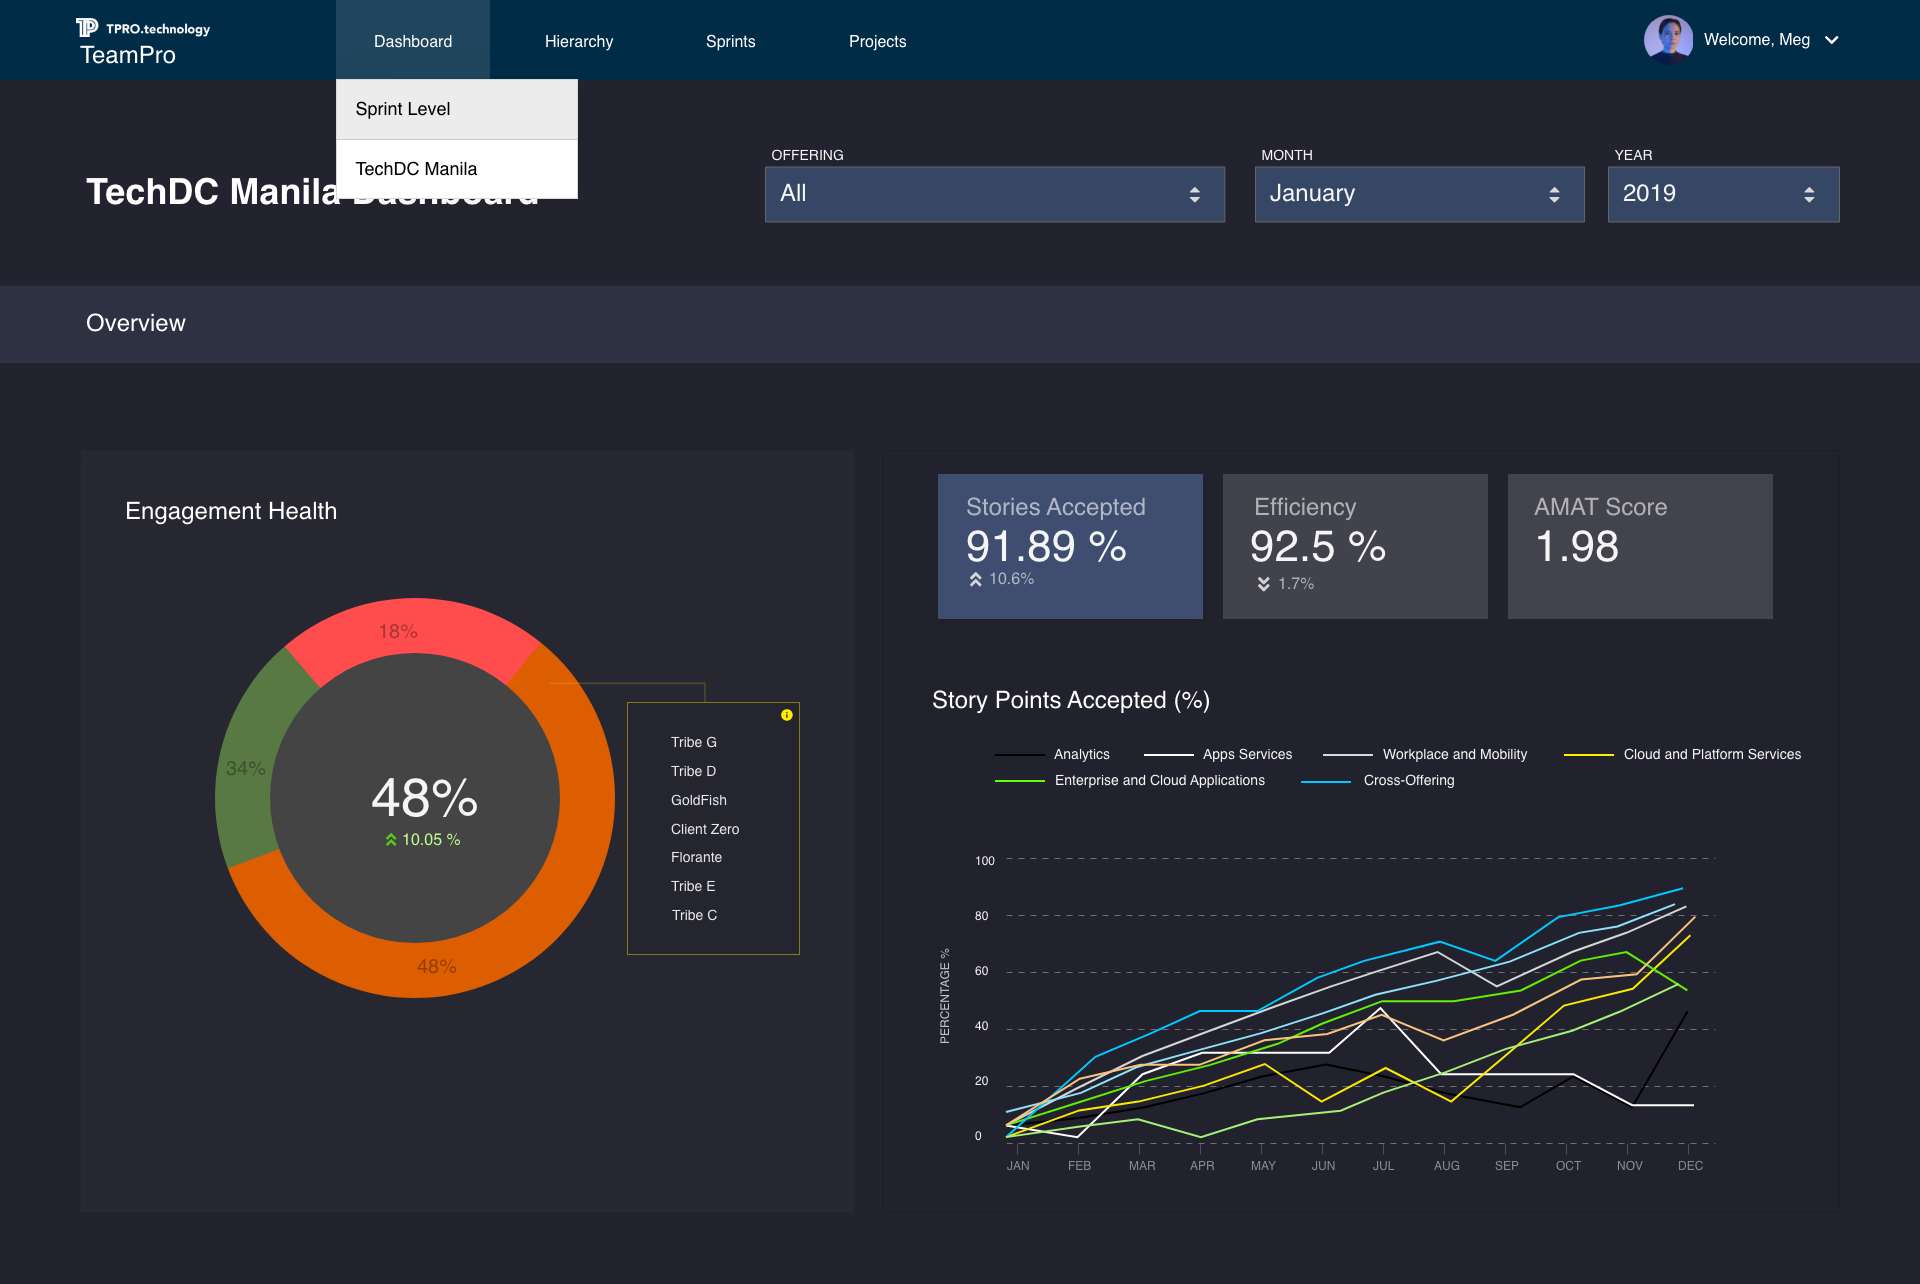 TPRO.technology
TeamPro
Dashboard
Hierarchy
Sprints
Projects
Welcome, Meg
Sprint Level
TechDC Manila
TechDC Manila Dashboard
OFFERING
All
MONTH
January
YEAR
2019
Overview
Engagement Health
18%
34%
48%
48%
10.05 %
Tribe G
Tribe D
GoldFish
Client Zero
Florante
Tribe E
Tribe C
Stories Accepted
91.89 %
10.6%
Efficiency
92.5 %
1.7%
AMAT Score
1.98
Story Points Accepted (%)
Analytics
Apps Services
Workplace and Mobility
Cloud and Platform Services
Enterprise and Cloud Applications
Cross-Offering
PERCENTAGE %
100
80
60
40
20
0
JAN
FEB
MAR
APR
MAY
JUN
JUL
AUG
SEP
OCT
NOV
DEC